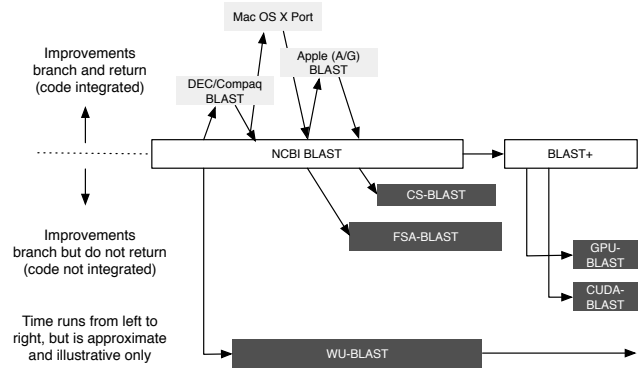 Mac OS X Port
Improvements
branch and return
(code integrated)
Apple (A/G)
BLAST
DEC/Compaq
BLAST
NCBI BLAST
BLAST+
CS-BLAST
FSA-BLAST
Improvements
branch but do not return
(code not integrated)
GPU-
BLAST
CUDA-
BLAST
Time runs from left to
right, but is approximate
and illustrative only
WU-BLAST